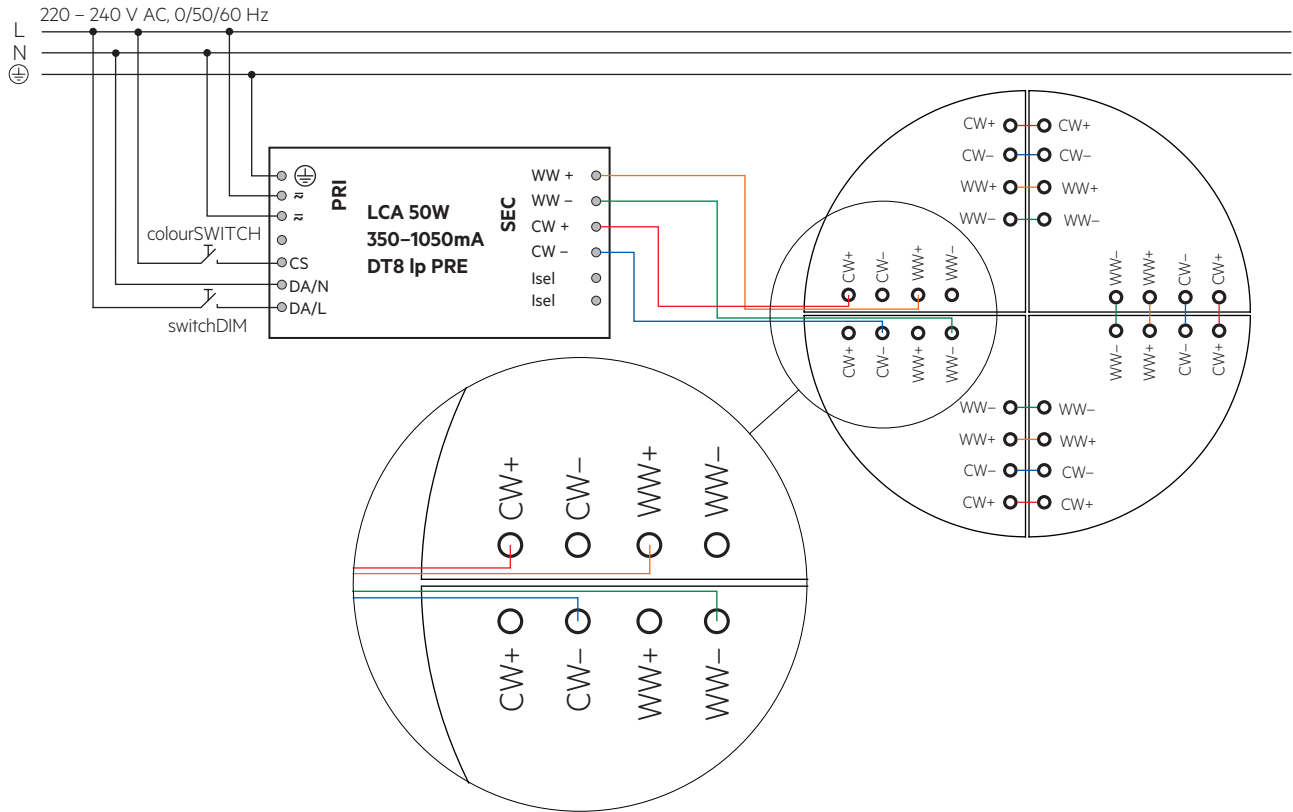 220 – 240 V AC, 0/50/60 Hz
L
N
PRI
LCA 50W
350–1050mA
DT8 lp PRE
SEC
WW +
WW –
CW +
CW –
Isel
Isel
colourSWITCH
CS
DA/N
DA/L
switchDIM
CW+ CW+
CW– CW–
WW+ WW+
WW– WW–
CW+ CW– WW+ WW–
CW+ CW– WW+ WW–
WW– WW+ CW– CW+
WW– WW+ CW– CW+
WW– WW–
WW+ WW+
CW– CW–
CW+ CW+
CW+ CW– WW+ WW–
CW+ CW– WW+ WW–